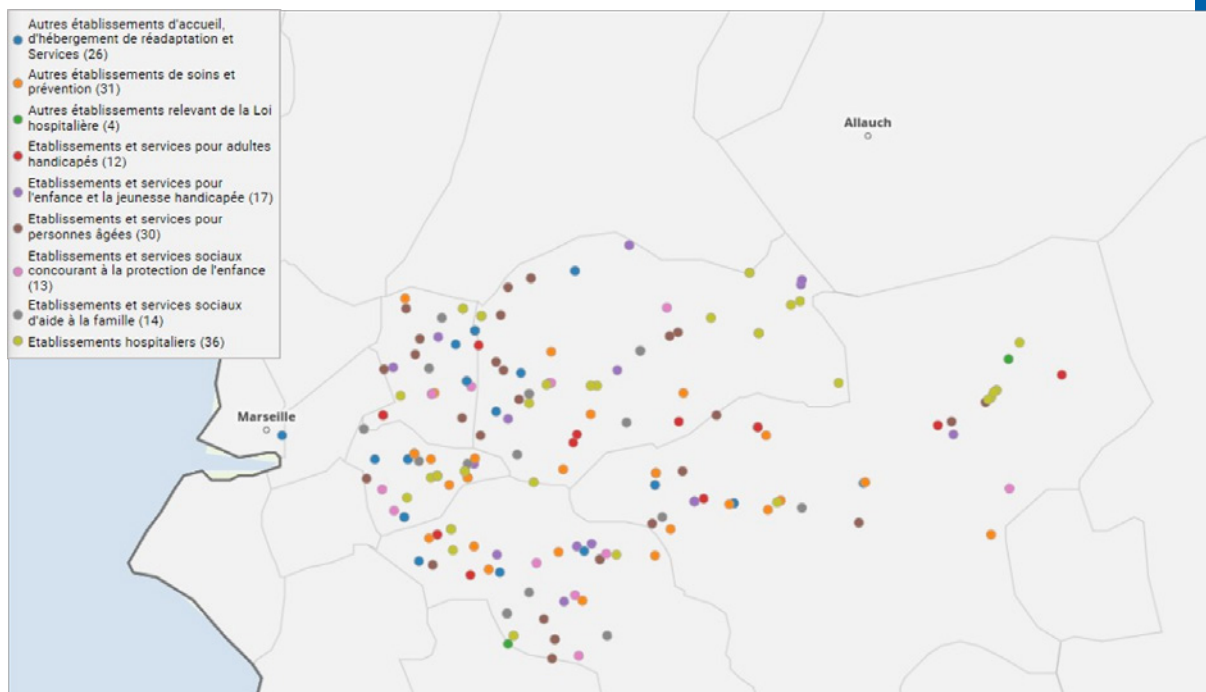 Autres établissements d'accueil,
d'hébergement de réadaptation et
Services (26)
Autres établissements de soins et
prévention (31)
Autres établissements relevant de la Loi
hospitalière (4)
Etablissements et services pour adultes
handicapés (12)
Etablissements et services pour
l'enfance et la jeunesse handicapée (17)
Etablissements et services pour
personnes âgées (30)
Etablissements et services sociaux
concourant à la protection de l'enfance
(13)
Etablissements et services sociaux
d'aide à la famille (14)
Etablissements hospitaliers (36)
Allauch
Marseille